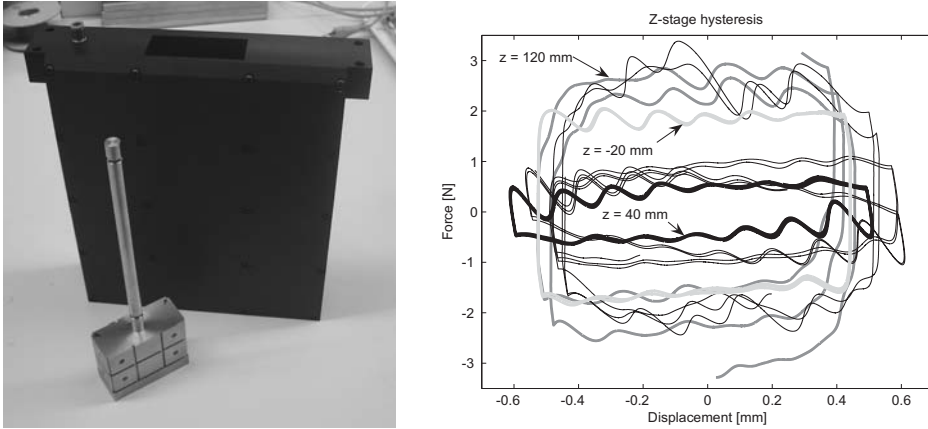 Z-stage hysteresis
3
2
1
0
-1
-2
-3
Force [N]
z = 120 mm
z = -20 mm
z = 40 mm
-0.6 -0.4 -0.2 0 0.2 0.4 0.6
Displacement [mm]